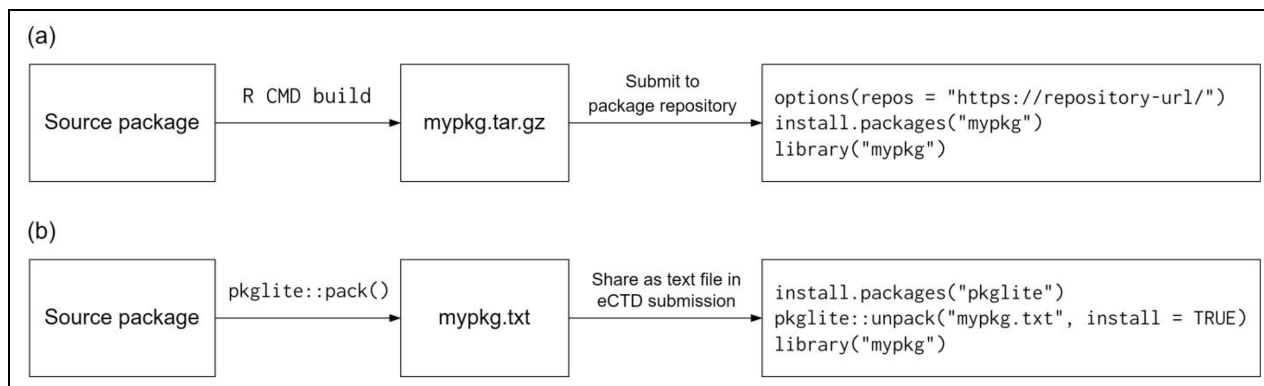 (a)
Source package
R CMD build
mypkg.tar.gz
Submit to
package repository
options(repos = "https://repository-url/")
install.packages("mypkg")
library("mypkg")
(b)
Source package
pkglite::pack()
mypkg.txt
Share as text file in
eCTD submission
install.packages("pkglite")
pkglite::unpack("mypkg.txt", install = TRUE)
library("mypkg")